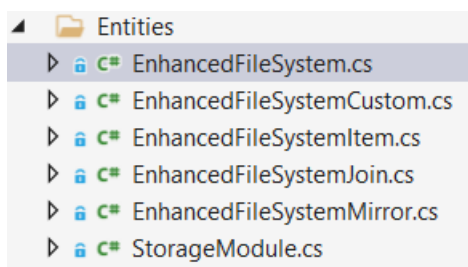 Entities
C# EnhancedFileSystem.cs
C# EnhancedFileSystemCustom.cs
C# EnhancedFileSystemItem.cs
C# EnhancedFileSystemJoin.cs
C# EnhancedFileSystemMirror.cs
C# StorageModule.cs